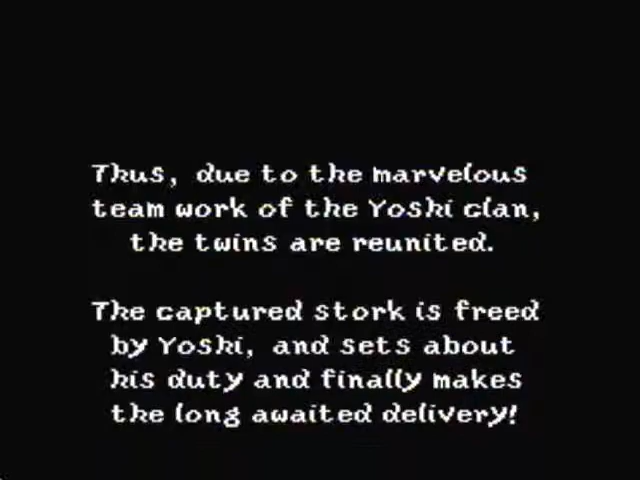 Thus, due to the marvelous
team work of the Yoshi clan,
the twins are reunited.
The captured stork is freed
by Yoshi, and sets about
his duty and finally makes
the long awaited delivery!